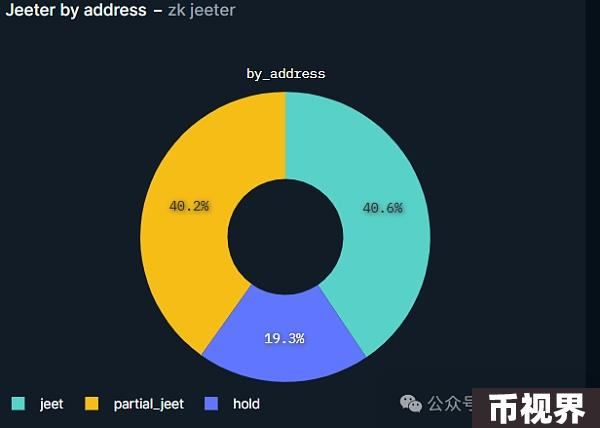 Jeeter by address – zk jeeter
by_address
40.2%
40.6%
19.3%
jeet
partial_jeet
hold
公众号
币视界